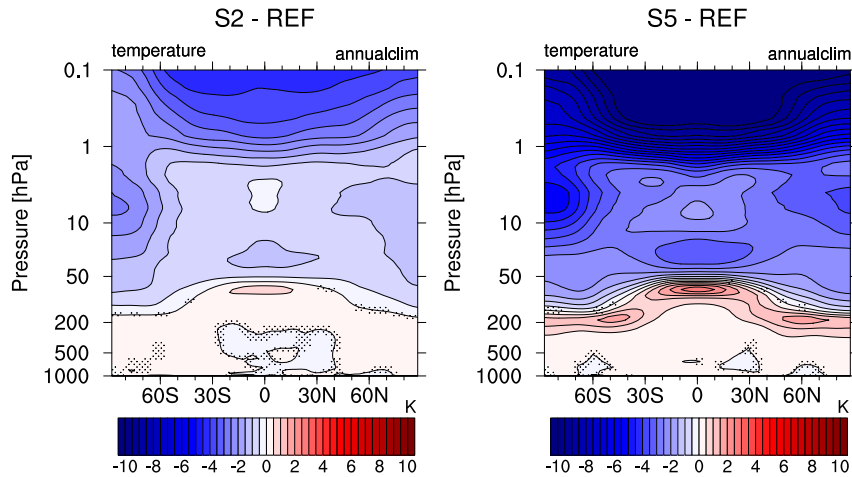 S2 - REF
temperature annualclim
Pressure [hPa]
0.1
1
10
50
200
500
1000
60S 30S 0 30N 60N
K
-10 -8 -6 -4 -2 0 2 4 6 8 10
S5 - REF
temperature annualclim
Pressure [hPa]
0.1
1
10
50
200
500
1000
60S 30S 0 30N 60N
K
-10 -8 -6 -4 -2 0 2 4 6 8 10